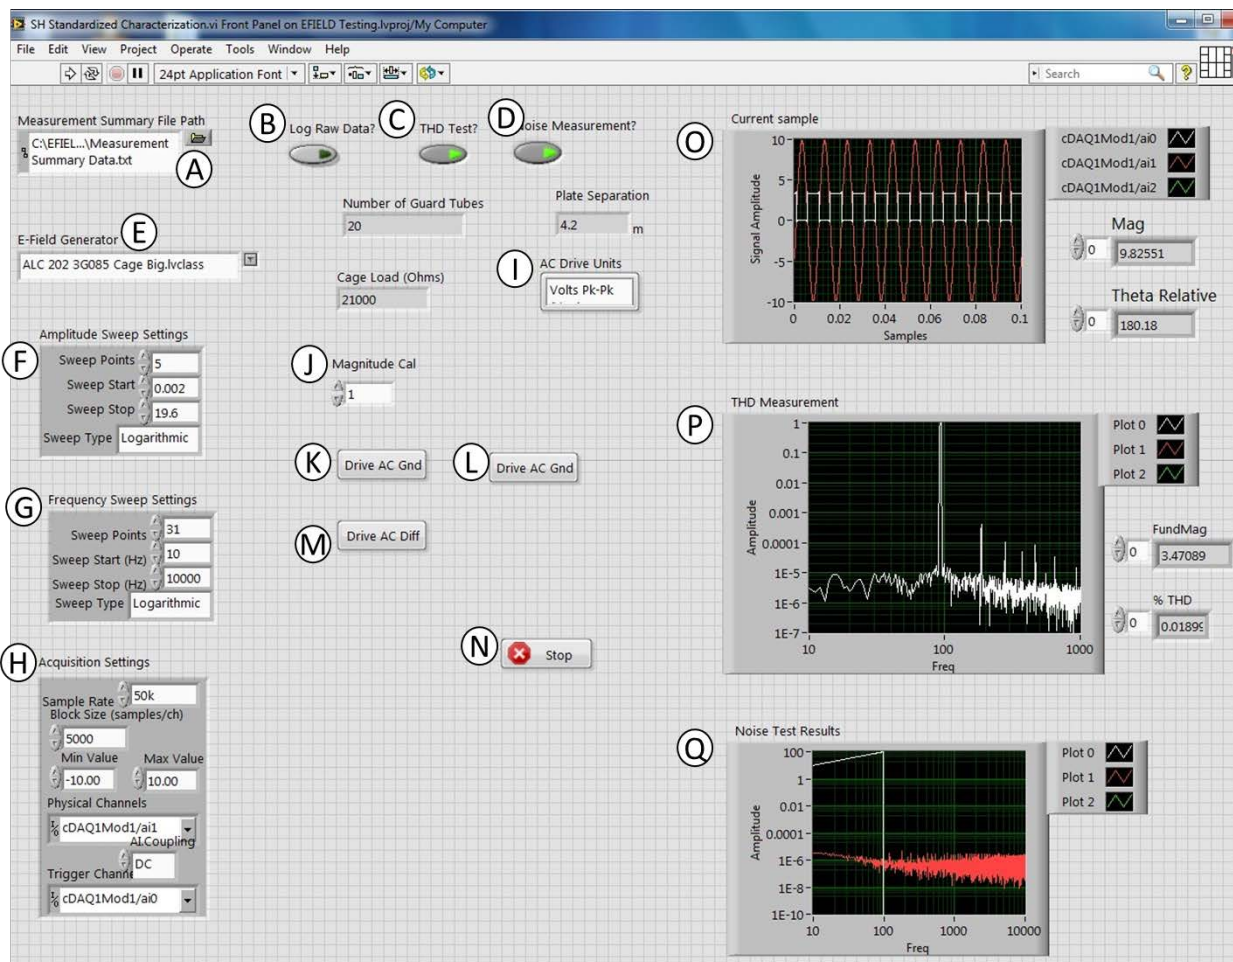 SH Standardized Characterization.vi Front Panel on EFIELD Testing.lvproj/My Computer
File Edit View Project Operate Tools Window Help
24pt Application Font
Search
Measurement Summary File Path
C:\EFIEL...\Measurement
Summary Data.txt
A
B
Log Raw Data?
C
THD Test?
D
Noise Measurement?
Number of Guard Tubes
20
Plate Separation
4.2 m
E
E-Field Generator
ALC 202 3G085 Cage Big.lvclass
Cage Load (Ohms)
21000
I
AC Drive Units
Volts Pk-Pk
F
Amplitude Sweep Settings
Sweep Points 5
Sweep Start 0.002
Sweep Stop 19.6
Sweep Type Logarithmic
J
Magnitude Cal
1
K
Drive AC Gnd
L
Drive AC Gnd
M
Drive AC Diff
G
Frequency Sweep Settings
Sweep Points 31
Sweep Start (Hz) 10
Sweep Stop (Hz) 10000
Sweep Type Logarithmic
N
Stop
H
Acquisition Settings
Sample Rate 50k
Block Size (samples/ch)
5000
Min Value Max Value
-10.00 10.00
Physical Channels
cDAQ1Mod1/ai1
AI.Coupling
DC
Trigger Channe
cDAQ1Mod1/ai0
O
Current sample
Signal Amplitude
10
5
0
-5
-10
0 0.02 0.04 0.06 0.08 0.1
Samples
cDAQ1Mod1/ai0
cDAQ1Mod1/ai1
cDAQ1Mod1/ai2
Mag
0 9.82551
Theta Relative
0 180.18
P
THD Measurement
Amplitude
1
0.1
0.01
0.001
0.0001
1E-5
1E-6
1E-7
10 100 1000
Freq
Plot 0
Plot 1
Plot 2
FundMag
0 3.47089
% THD
0 0.01899
Q
Noise Test Results
Amplitude
100
1
0.01
0.0001
1E-6
1E-8
1E-10
10 100 1000 10000
Freq
Plot 0
Plot 1
Plot 2